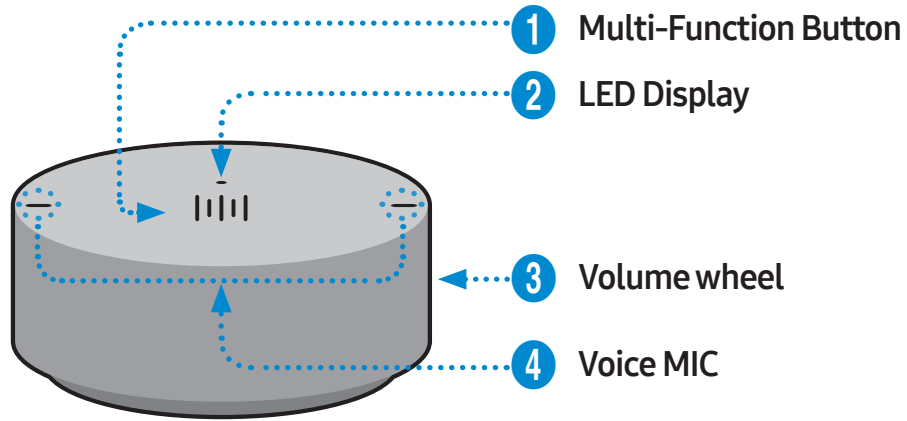 1 Multi-Function Button
2 LED Display
3 Volume wheel
4 Voice MIC